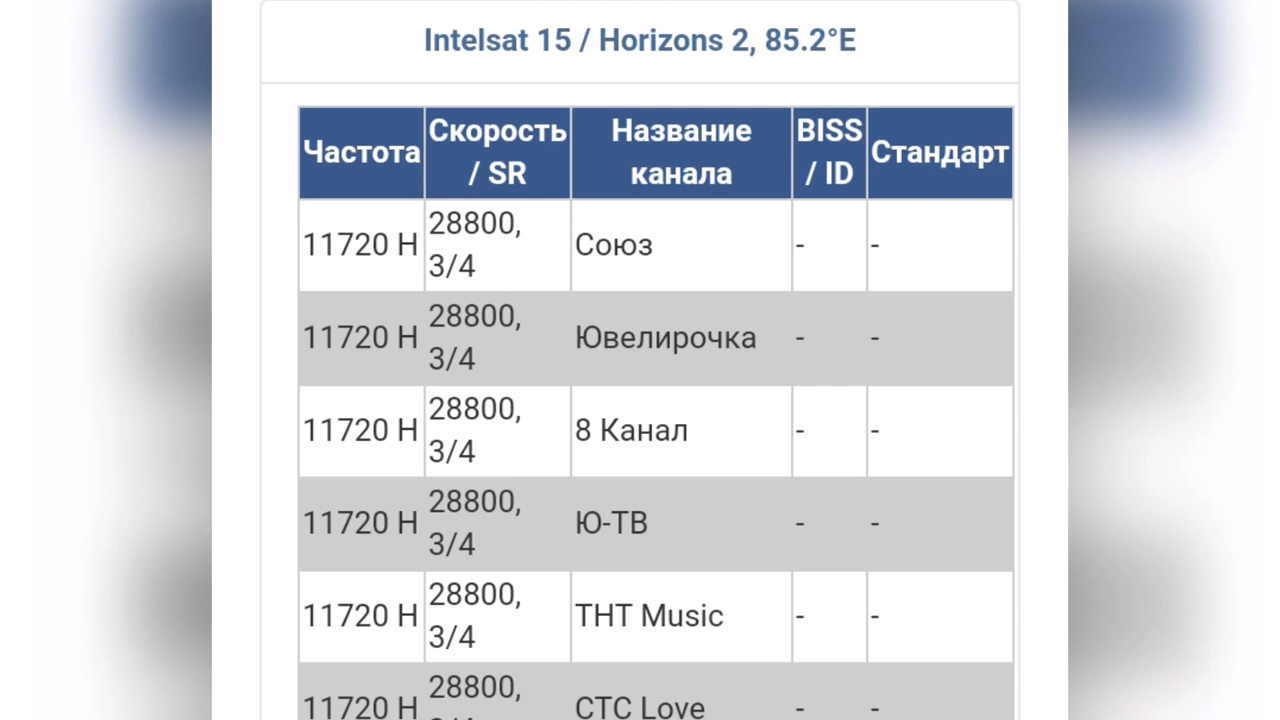 Intelsat 15 / Horizons 2, 85.2°E
Частота Скорость / SR Название канала BISS / ID Стандарт
11720 H 28800, 3/4 Союз - -
11720 H 28800, 3/4 Ювелирочка - -
11720 H 28800, 3/4 8 Канал - -
11720 H 28800, 3/4 Ю-ТВ - -
11720 H 28800, 3/4 ТНТ Music - -
11720 H 28800, СТС Love - -